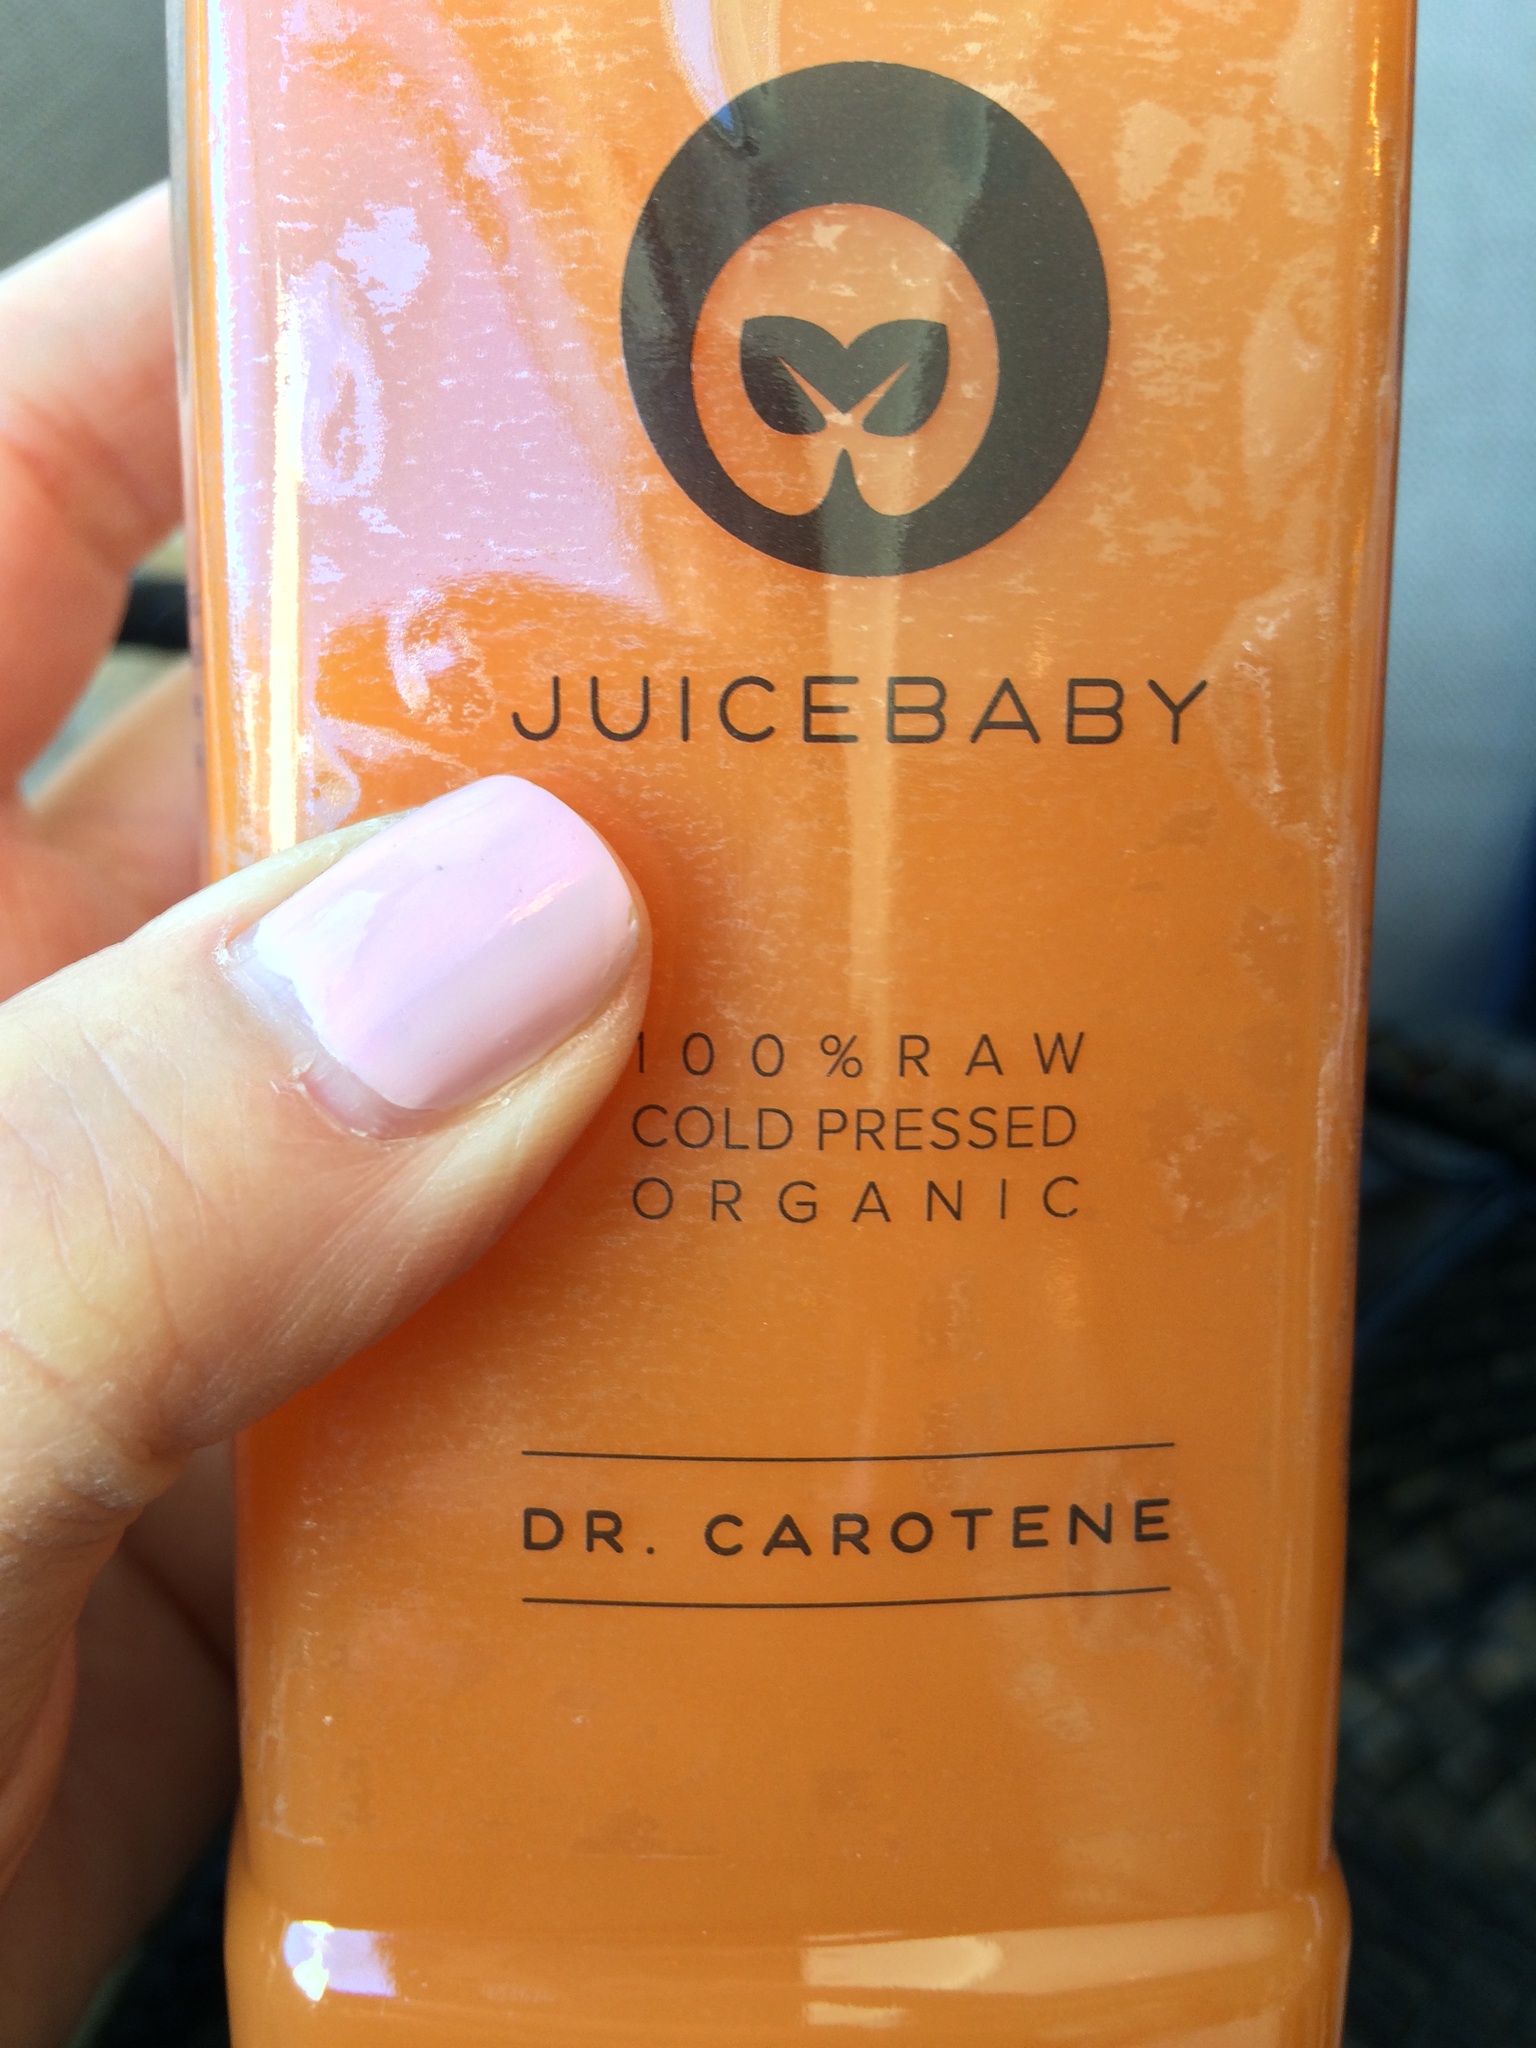 JUICEBABY
100%RAW
COLD PRESSED
ORGANIC
DR. CAROTENE